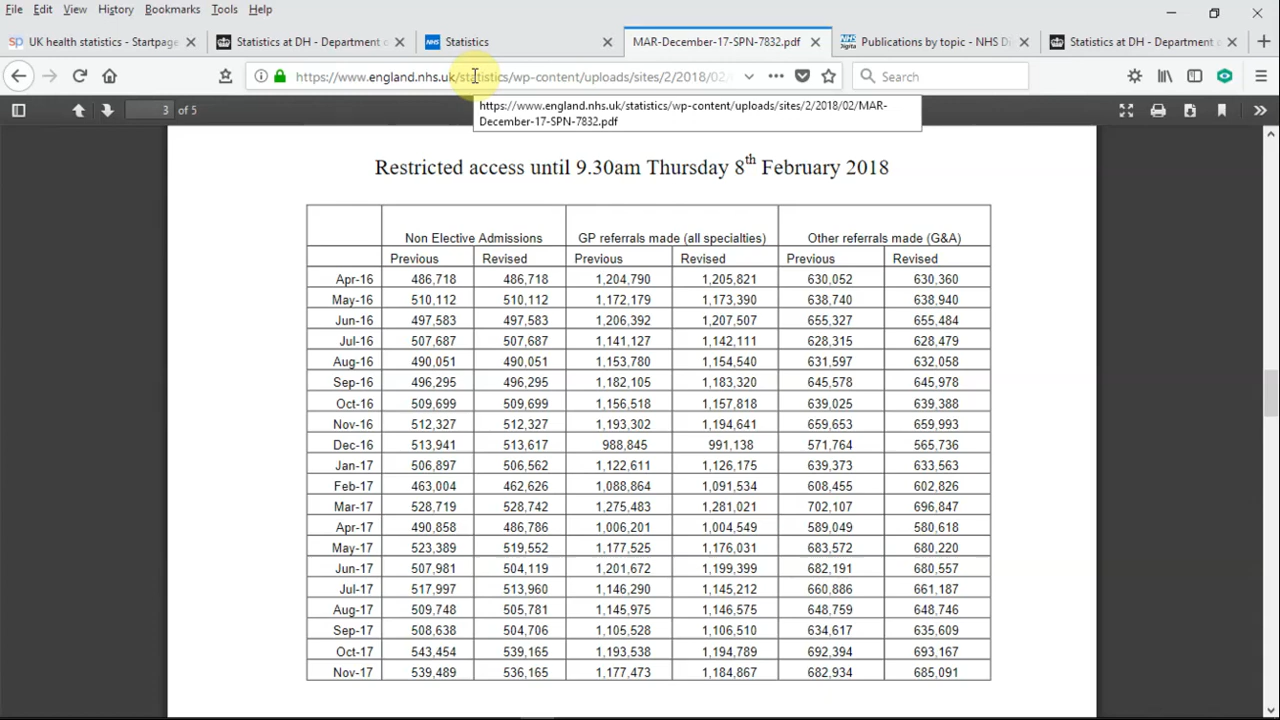 File Edit View History Bookmarks Tools Help
sp UK health statistics - Startpage Statistics at DH - Department o NHS Statistics MAR-December-17-SPN-7832.pdf NHS Digital Publications by topic - NHS Di Statistics at DH - Department o
https://www.england.nhs.uk/statistics/wp-content/uploads/sites/2/2018/02/ Search
https://www.england.nhs.uk/statistics/wp-content/uploads/sites/2/2018/02/MAR-
December-17-SPN-7832.pdf
3 of 5
Restricted access until 9.30am Thursday 8th February 2018
Non Elective Admissions GP referrals made (all specialties) Other referrals made (G&A)
Previous Revised Previous Revised Previous Revised
Apr-16 486,718 486,718 1,204,790 1,205,821 630,052 630,360
May-16 510,112 510,112 1,172,179 1,173,390 638,740 638,940
Jun-16 497,583 497,583 1,206,392 1,207,507 655,327 655,484
Jul-16 507,687 507,687 1,141,127 1,142,111 628,315 628,479
Aug-16 490,051 490,051 1,153,780 1,154,540 631,597 632,058
Sep-16 496,295 496,295 1,182,105 1,183,320 645,578 645,978
Oct-16 509,699 509,699 1,156,518 1,157,818 639,025 639,388
Nov-16 512,327 512,327 1,193,302 1,194,641 659,653 659,993
Dec-16 513,941 513,617 988,845 991,138 571,764 565,736
Jan-17 506,897 506,562 1,122,611 1,126,175 639,373 633,563
Feb-17 463,004 462,626 1,088,864 1,091,534 608,455 602,826
Mar-17 528,719 528,742 1,275,483 1,281,021 702,107 696,847
Apr-17 490,858 486,786 1,006,201 1,004,549 589,049 580,618
May-17 523,389 519,552 1,177,525 1,176,031 683,572 680,220
Jun-17 507,981 504,119 1,201,672 1,199,399 682,191 680,557
Jul-17 517,997 513,960 1,146,290 1,145,212 660,886 661,187
Aug-17 509,748 505,781 1,145,975 1,146,575 648,759 648,746
Sep-17 508,638 504,706 1,105,528 1,106,510 634,617 635,609
Oct-17 543,454 539,165 1,193,538 1,194,789 692,394 693,167
Nov-17 539,489 536,165 1,177,473 1,184,867 682,934 685,091